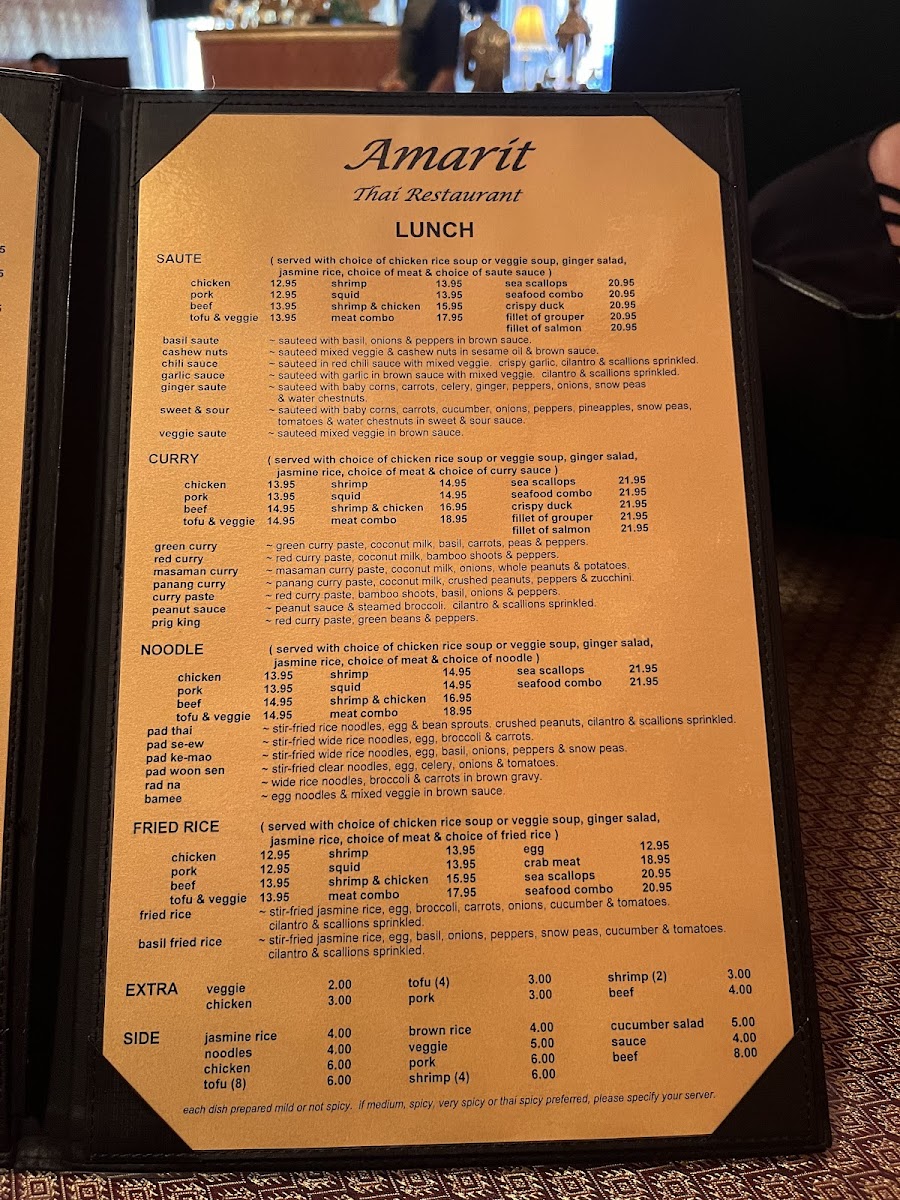 Amarit
Thai Restaurant
LUNCH
SAUTE ( served with choice of chicken rice soup or veggie soup, ginger salad,
jasmine rice, choice of meat & choice of saute sauce )
chicken 12.95 shrimp 13.95 sea scallops 20.95
pork 12.95 squid 13.95 seafood combo 20.95
beef 13.95 shrimp & chicken 15.95 crispy duck 20.95
tofu & veggie 13.95 meat combo 17.95 fillet of grouper 20.95
fillet of salmon 20.95
basil saute ~ sauteed with basil, onions & peppers in brown sauce.
cashew nuts ~ sauteed mixed veggie & cashew nuts in sesame oil & brown sauce.
chili sauce ~ sauteed in red chili sauce with mixed veggie. crispy garlic, cilantro & scallions sprinkled.
garlic sauce ~ sauteed with garlic in brown sauce with mixed veggie. cilantro & scallions sprinkled.
ginger saute ~ sauteed with baby corns, carrots, celery, ginger, peppers, onions, snow peas
& water chestnuts.
sweet & sour ~ sauteed with baby corns, carrots, cucumber, onions, peppers, pineapples, snow peas,
tomatoes & water chestnuts in sweet & sour sauce.
veggie saute ~ sauteed mixed veggie in brown sauce.
CURRY ( served with choice of chicken rice soup or veggie soup, ginger salad,
jasmine rice, choice of meat & choice of curry sauce )
chicken 13.95 shrimp 14.95 sea scallops 21.95
pork 13.95 squid 14.95 seafood combo 21.95
beef 14.95 shrimp & chicken 16.95 crispy duck 21.95
tofu & veggie 14.95 meat combo 18.95 fillet of grouper 21.95
fillet of salmon 21.95
green curry ~ green curry paste, coconut milk, basil, carrots, peas & peppers.
red curry ~ red curry paste, coconut milk, bamboo shoots & peppers.
masaman curry ~ masaman curry paste, coconut milk, onions, whole peanuts & potatoes.
panang curry ~ panang curry paste, coconut milk, crushed peanuts, peppers & zucchini.
curry paste ~ red curry paste, bamboo shoots, basil, onions & peppers.
peanut sauce ~ peanut sauce & steamed broccoli. cilantro & scallions sprinkled.
prig king ~ red curry paste, green beans & peppers.
NOODLE ( served with choice of chicken rice soup or veggie soup, ginger salad,
jasmine rice, choice of meat & choice of noodle )
chicken 13.95 shrimp 14.95 sea scallops 21.95
pork 13.95 squid 14.95 seafood combo 21.95
beef 14.95 shrimp & chicken 16.95
tofu & veggie 14.95 meat combo 18.95
pad thai ~ stir-fried rice noodles, egg & bean sprouts, crushed peanuts, cilantro & scallions sprinkled.
pad se-ew ~ stir-fried wide rice noodles, egg, broccoli & carrots.
pad ke-mao ~ stir-fried wide rice noodles, egg, basil, onions, peppers & snow peas.
pad woon sen ~ stir-fried clear noodles, egg, celery, onions & tomatoes.
rad na ~ wide rice noodles, broccoli & carrots in brown gravy.
bamee ~ egg noodles & mixed veggie in brown sauce.
FRIED RICE ( served with choice of chicken rice soup or veggie soup, ginger salad,
jasmine rice, choice of meat & choice of fried rice )
chicken 12.95 shrimp 13.95 egg 12.95
pork 12.95 squid 13.95 crab meat 18.95
beef 13.95 shrimp & chicken 15.95 sea scallops 20.95
tofu & veggie 13.95 meat combo 17.95 seafood combo 20.95
fried rice ~ stir-fried jasmine rice, egg, broccoli, carrots, onions, cucumber & tomatoes.
cilantro & scallions sprinkled.
basil fried rice ~ stir-fried jasmine rice, egg, basil, onions, peppers, snow peas, cucumber & tomatoes.
cilantro & scallions sprinkled.
EXTRA veggie 2.00 tofu (4) 3.00 shrimp (2) 3.00
chicken 3.00 pork 3.00 beef 4.00
SIDE jasmine rice 4.00 brown rice 4.00 cucumber salad 5.00
noodles 4.00 veggie 5.00 sauce 4.00
chicken 6.00 pork 6.00 beef 8.00
tofu (8) 6.00 shrimp (4) 6.00
each dish prepared mild or not spicy. if medium, spicy, very spicy or thai spicy preferred, please specify your server.